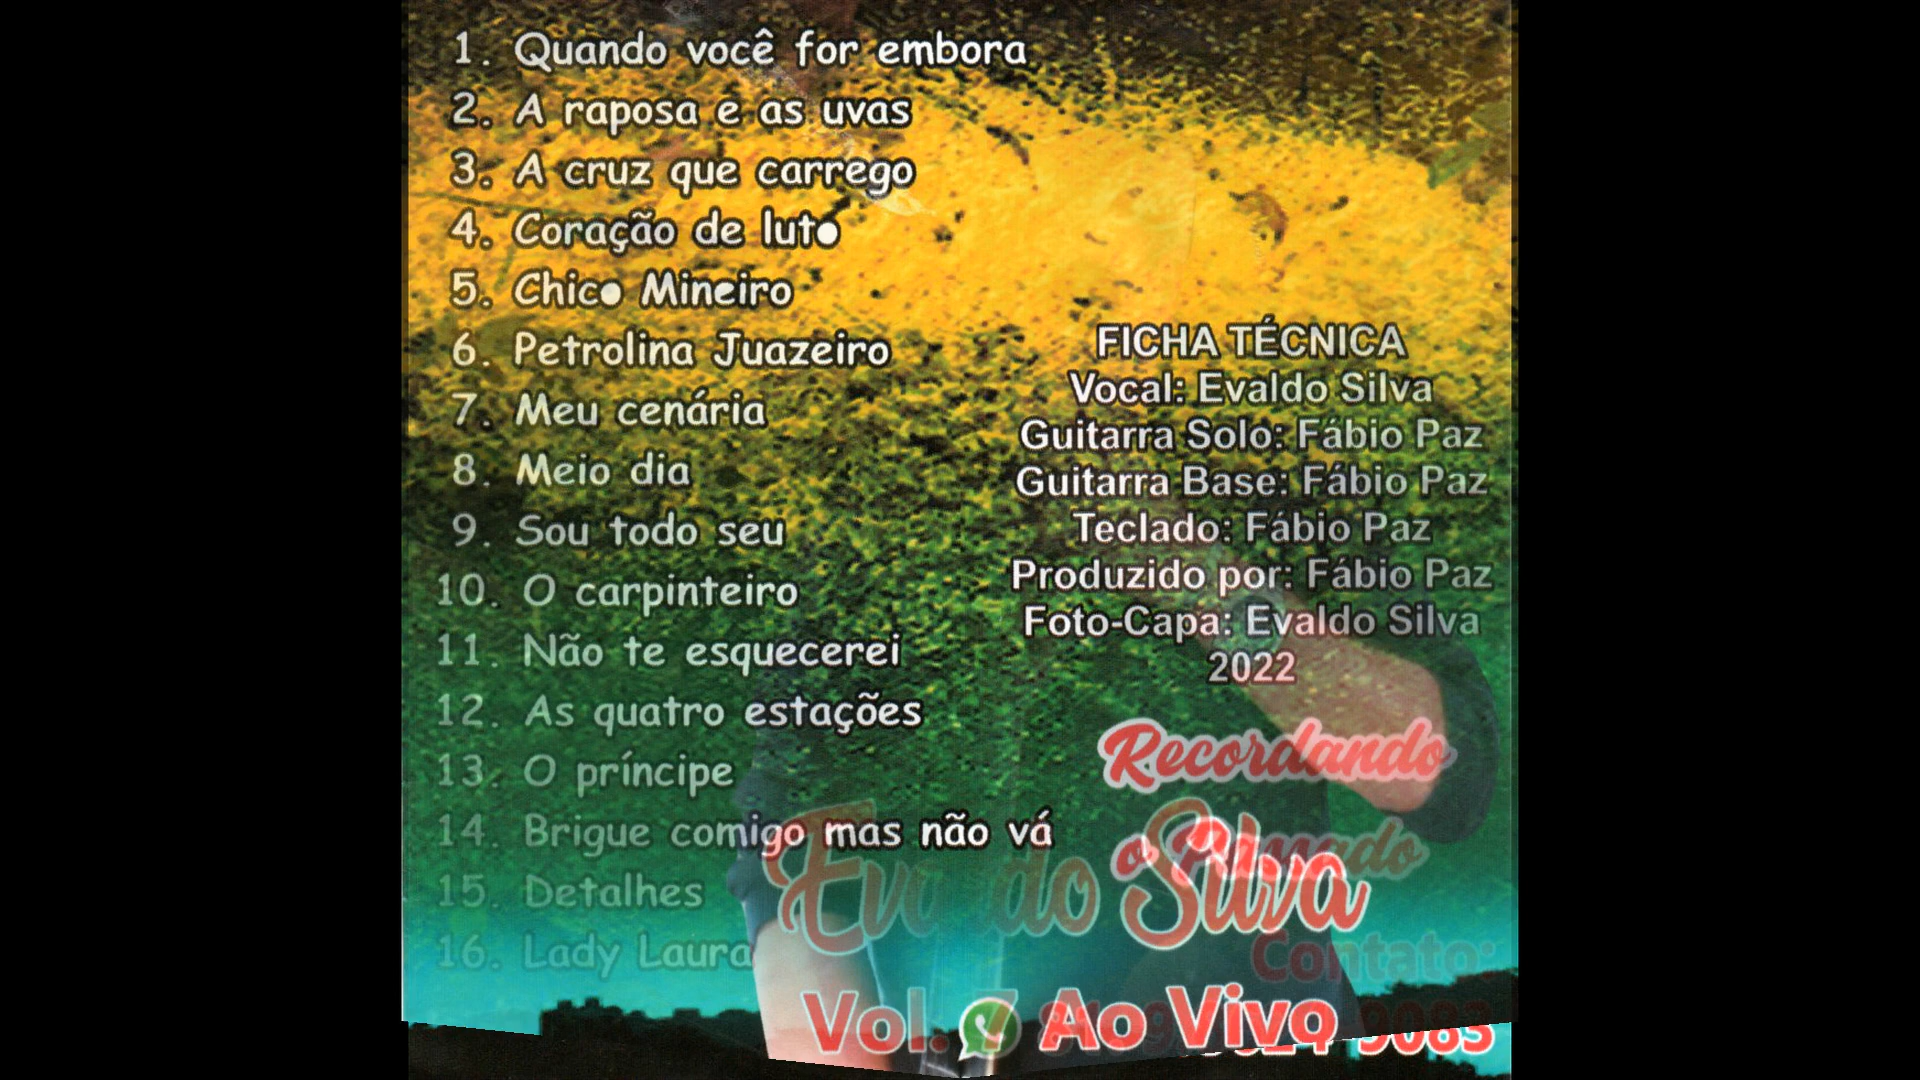 1. Quando você for embora
2. A raposa e as uvas
3. A cruz que carrego
4. Coração de luto
5. Chico Mineiro
6. Petrolina Juazeiro
7. Meu cenária
8. Meio dia
9. Sou todo seu
10. O carpinteiro
11. Não te esquecerei
12. As quatro estações
13. O príncipe
14. Brigue comigo mas não vá
15. Detalhes
16. Lady Laura
FICHA TÉCNICA
Vocal: Evaldo Silva
Guitarra Solo: Fábio Paz
Guitarra Base: Fábio Paz
Teclado: Fábio Paz
Produzido por: Fábio Paz
Foto-Capa: Evaldo Silva
2022
Recordando
o Passado
Evaldo Silva
Contato:
Vol. 7 Ao Vivo
9083